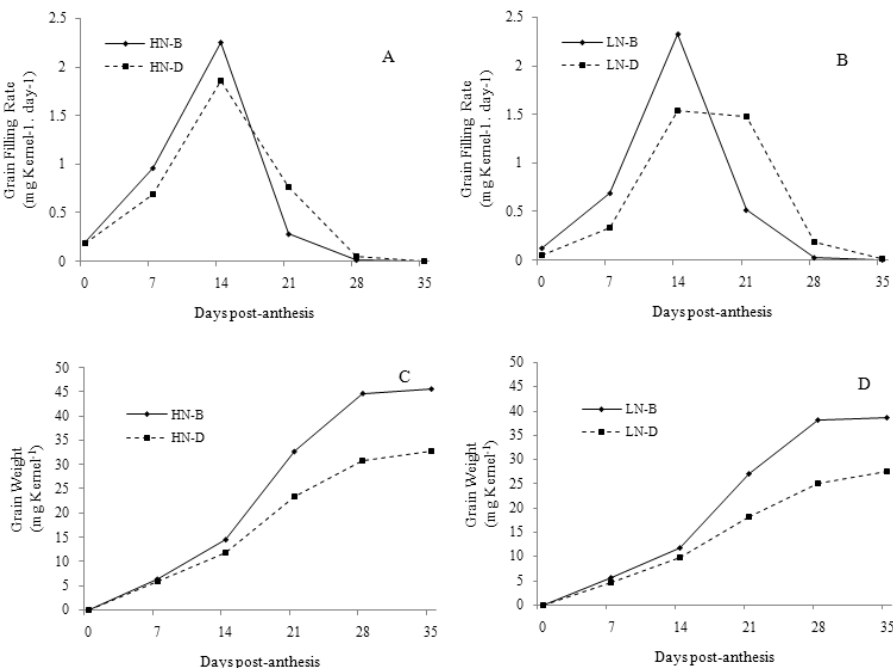 Grain Filling Rate
(mg Kernel-1. day-1)
2.5
2
1.5
1
0.5
0
HN-B
HN-D
A
0 7 14 21 28 35
Days post-anthesis
Grain Filling Rate
(mg Kernel-1. day-1)
2.5
2
1.5
1
0.5
0
LN-B
LN-D
B
0 7 14 21 28 35
Days post-anthesis
Grain Weight
(mg Kernel-1)
50
45
40
35
30
25
20
15
10
5
0
HN-B
HN-D
C
0 7 14 21 28 35
Days post-anthesis
Grain Weight
(mg Kernel-1)
50
45
40
35
30
25
20
15
10
5
0
LN-B
LN-D
D
0 7 14 21 28 35
Days post-anthesis